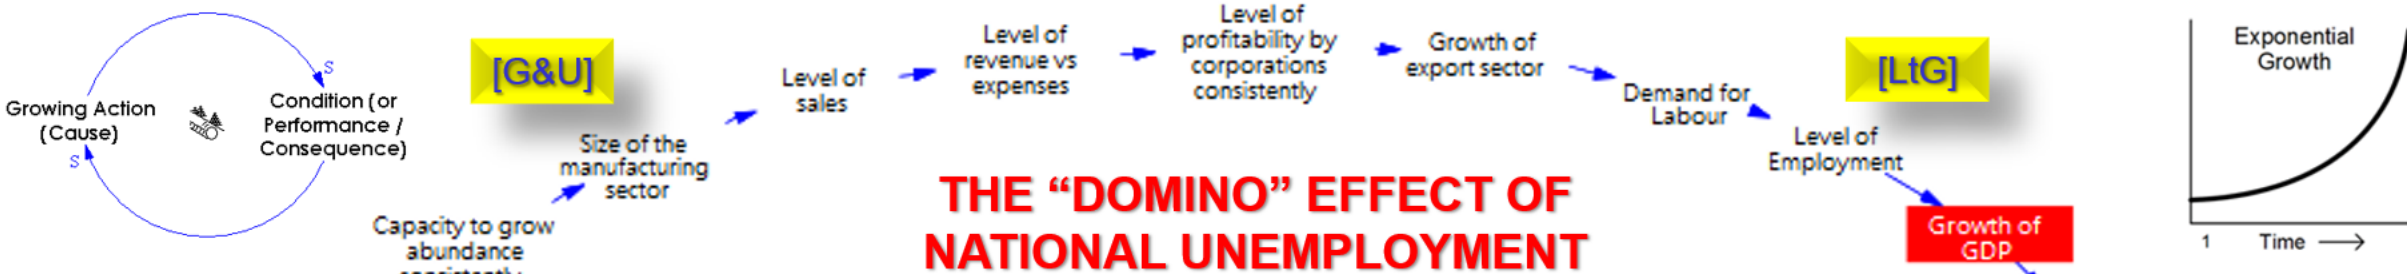 S
Growing Action
(Cause)
S
Condition (or
Performance /
Consequence)
[G&U]
Capacity to grow
abundance
consistently
Size of the
manufacturing
sector
Level of
sales
Level of
revenue vs
expenses
Level of
profitability by
corporations
consistently
Growth of
export sector
Demand for
Labour
[LtG]
Level of
Employment
Growth of
GDP
THE “DOMINO” EFFECT OF
NATIONAL UNEMPLOYMENT
Exponential
Growth
1
Time